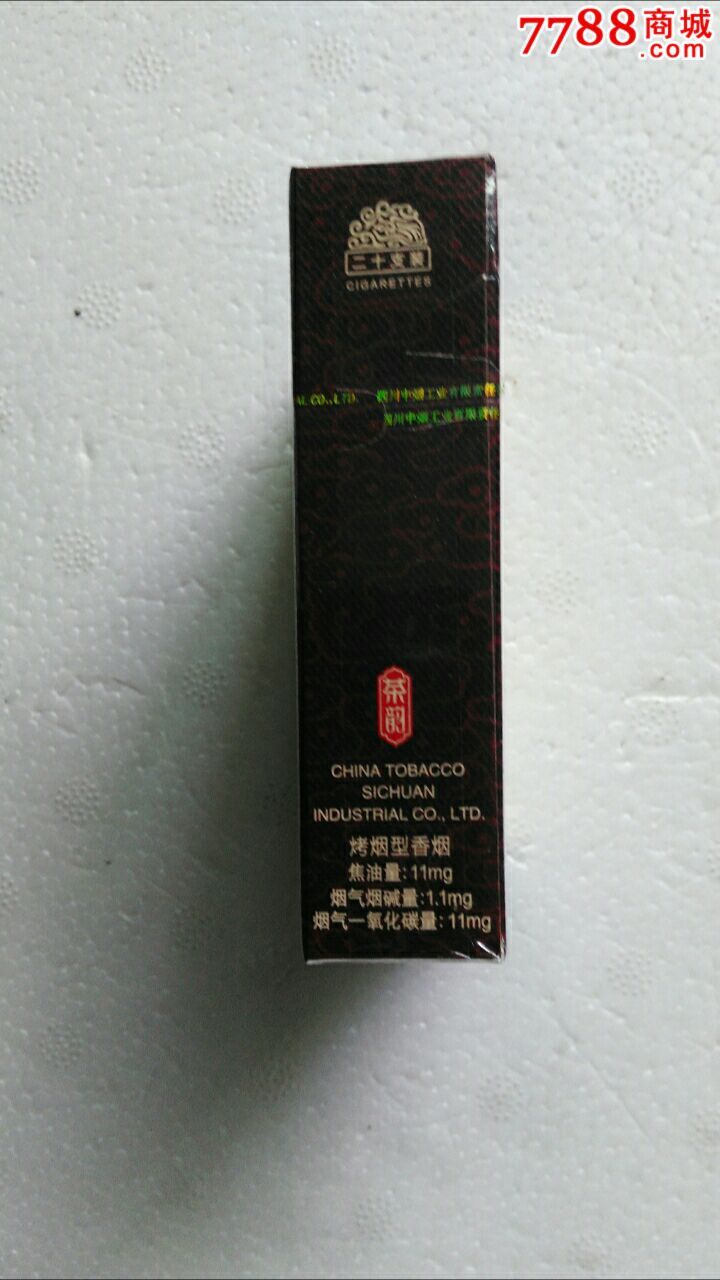 7788商城
.com
二十支装
CIGARETTES
AL CO.,LTD. 四川中烟工业有限责任
四川中烟工业有限责任
茶韵
CHINA TOBACCO
SICHUAN
INDUSTRIAL CO., LTD.
烤烟型香烟
焦油量:11mg
烟气烟碱量:1.1mg
烟气一氧化碳量:11mg